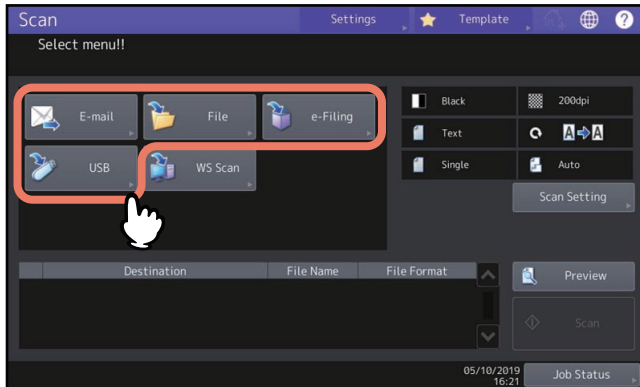 Scan Settings Template ?
Select menu!!
E-mail File e-Filing
USB WS Scan
Black 200dpi
Text A A
Single Auto
Scan Setting
Destination File Name File Format
Preview
Scan
05/10/2019
16:21
Job Status